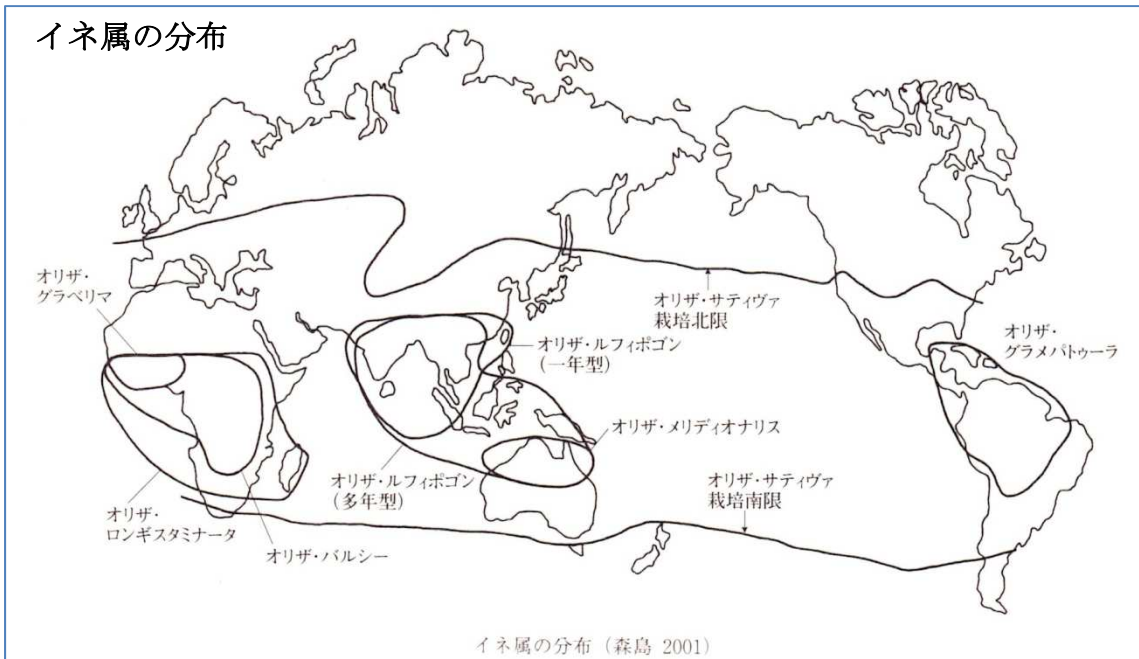 イネ属の分布
オリザ・
グラベリマ
オリザ・サティヴァ
栽培北限
オリザ・
グラメパトゥーラ
オリザ・ルフィポゴン
(一年型)
オリザ・メリディオナリス
オリザ・ルフィポゴン
(多年型)
オリザ・サティヴァ
栽培南限
オリザ・
ロンギスタミナータ
オリザ・バルシー
イネ属の分布 (森島 2001)